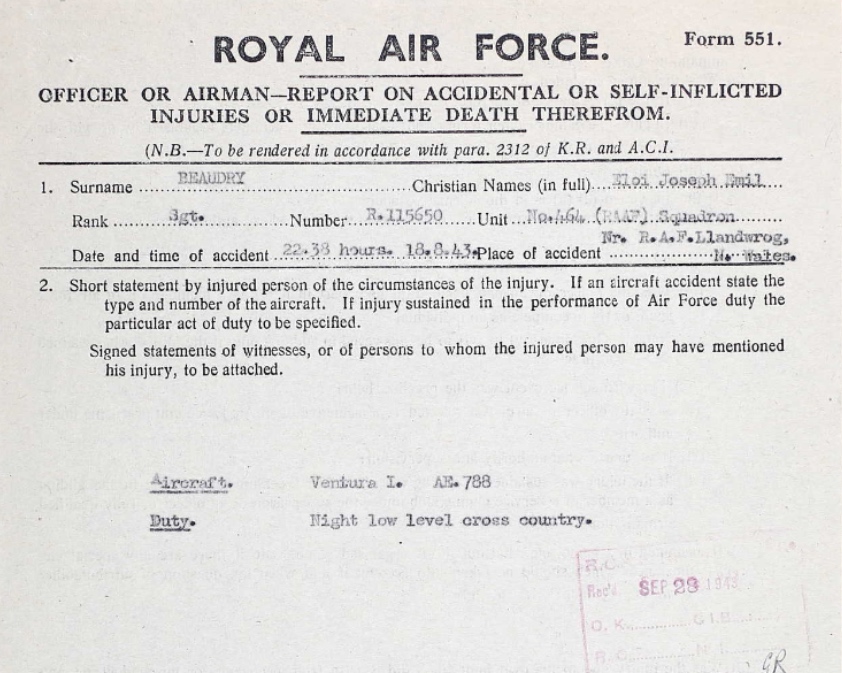 ROYAL AIR FORCE.
Form 551.
OFFICER OR AIRMAN—REPORT ON ACCIDENTAL OR SELF-INFLICTED
INJURIES OR IMMEDIATE DEATH THEREFROM.
(N.B.—To be rendered in accordance with para. 2312 of K.R. and A.C.I.
1. Surname BEAUDRY Christian Names (in full) Eloi Joseph Emil
Rank Sgt. Number R.115650 Unit No.464 (RAAF) Squadron
Nr. R.A.F.Llandwrog,
Date and time of accident 22.38 hours. 18.8.43. Place of accident N. Wales.
2. Short statement by injured person of the circumstances of the injury. If an aircraft accident state the
type and number of the aircraft. If injury sustained in the performance of Air Force duty the
particular act of duty to be specified.
Signed statements of witnesses, or of persons to whom the injured person may have mentioned
his injury, to be attached.
Aircraft. Ventura I. AE.788
Duty. Night low level cross country.
R.C.
Rec'd SEP 29 1943
O. K.
GR